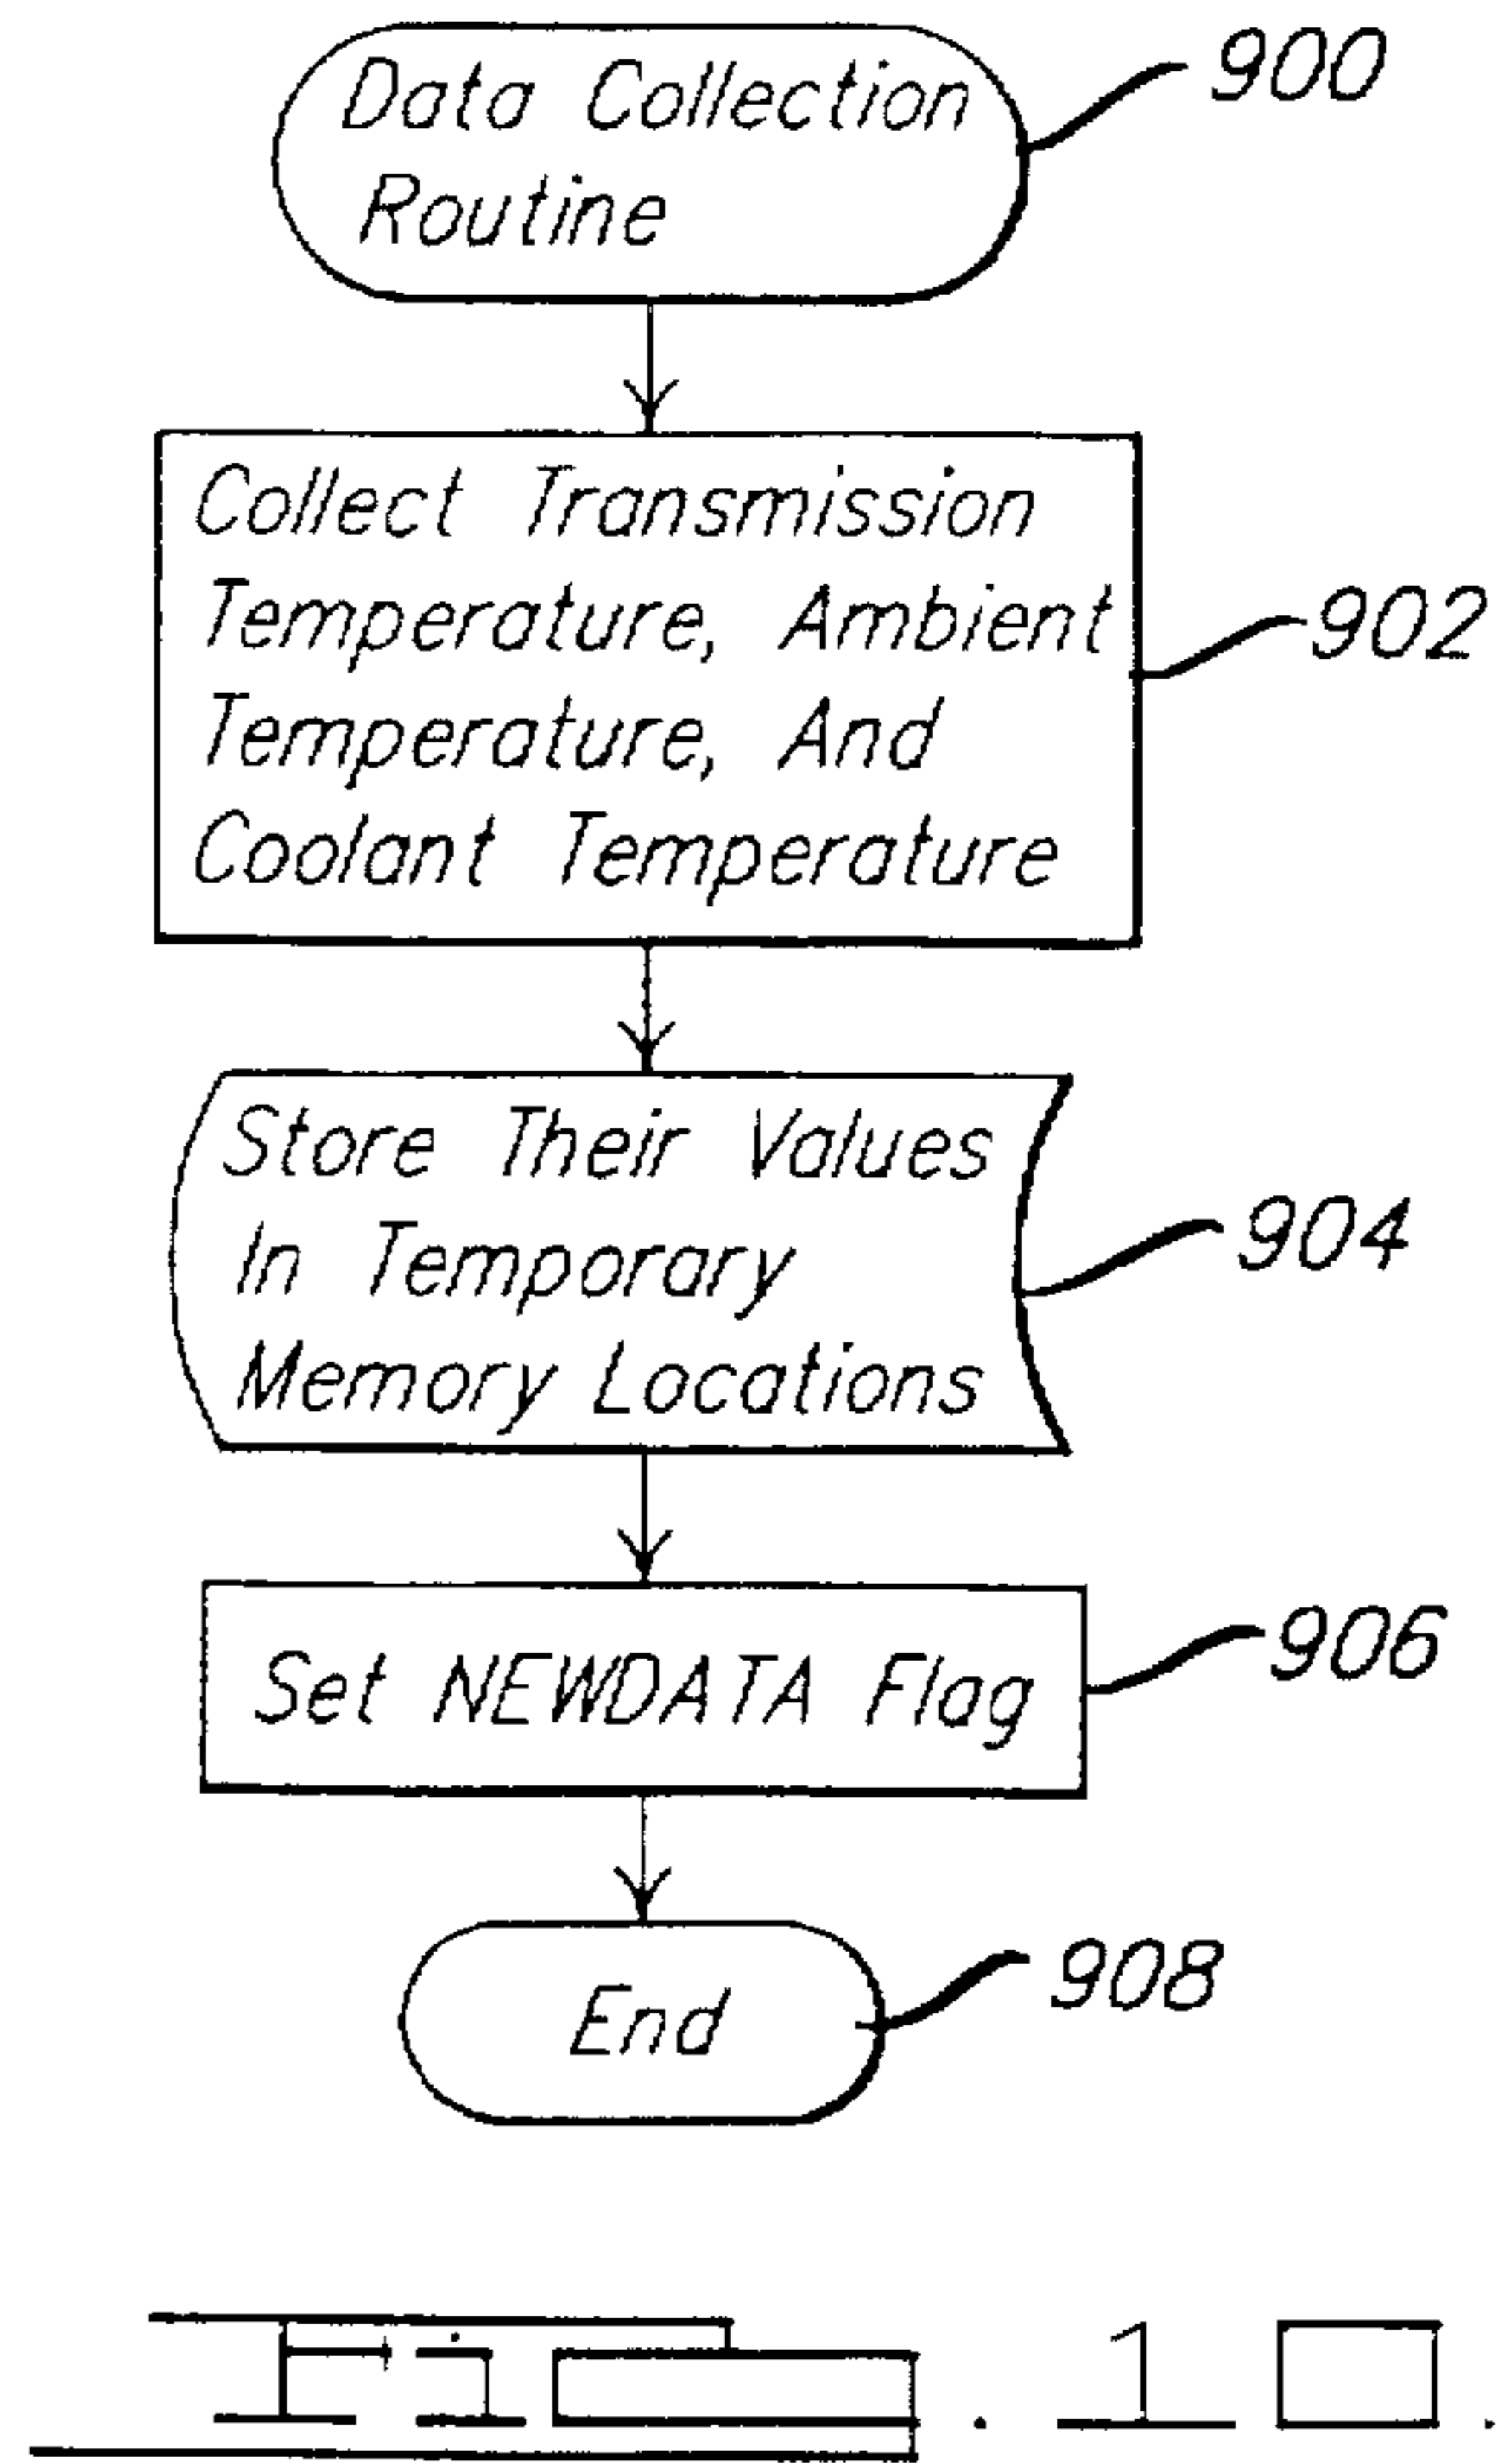 Data Collection
Routine
900
Collect Transmission
Temperature, Ambient
Temperature, And
Coolant Temperature
902
Store Their Values
In Temporary
Memory Locations
904
Set NEWDATA Flag
906
End
908
Fig. 10.